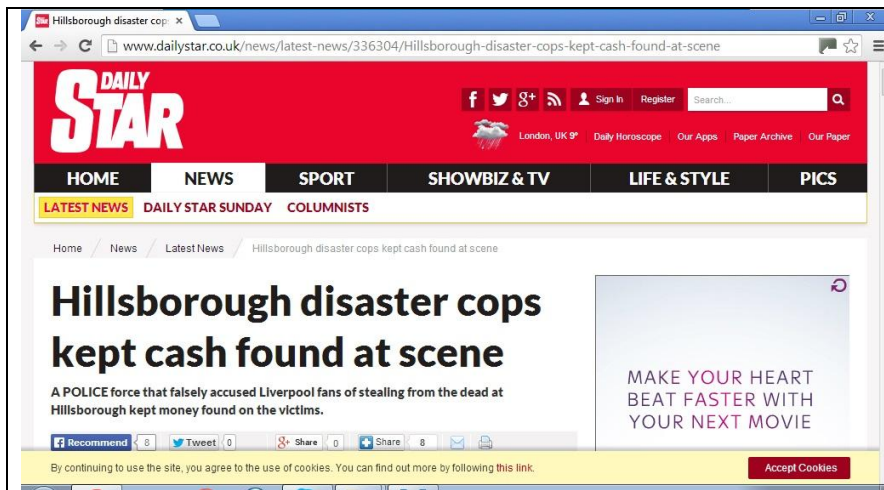 Hillsborough disaster cop
www.dailystar.co.uk/news/latest-news/336304/Hillsborough-disaster-cops-kept-cash-found-at-scene
Star
DAILY
STAR
f g+ Sign In Register Search...
London, UK 9° Daily Horoscope Our Apps Paper Archive Our Paper
HOME NEWS SPORT SHOWBIZ & TV LIFE & STYLE PICS
LATEST NEWS DAILY STAR SUNDAY COLUMNISTS
Home / News / Latest News / Hillsborough disaster cops kept cash found at scene
Hillsborough disaster cops
kept cash found at scene
A POLICE force that falsely accused Liverpool fans of stealing from the dead at
Hillsborough kept money found on the victims.
f Recommend 8 Tweet 0 g+ Share 0 Share 8
MAKE YOUR HEART
BEAT FASTER WITH
YOUR NEXT MOVIE
By continuing to use the site, you agree to the use of cookies. You can find out more by following this link. Accept Cookies